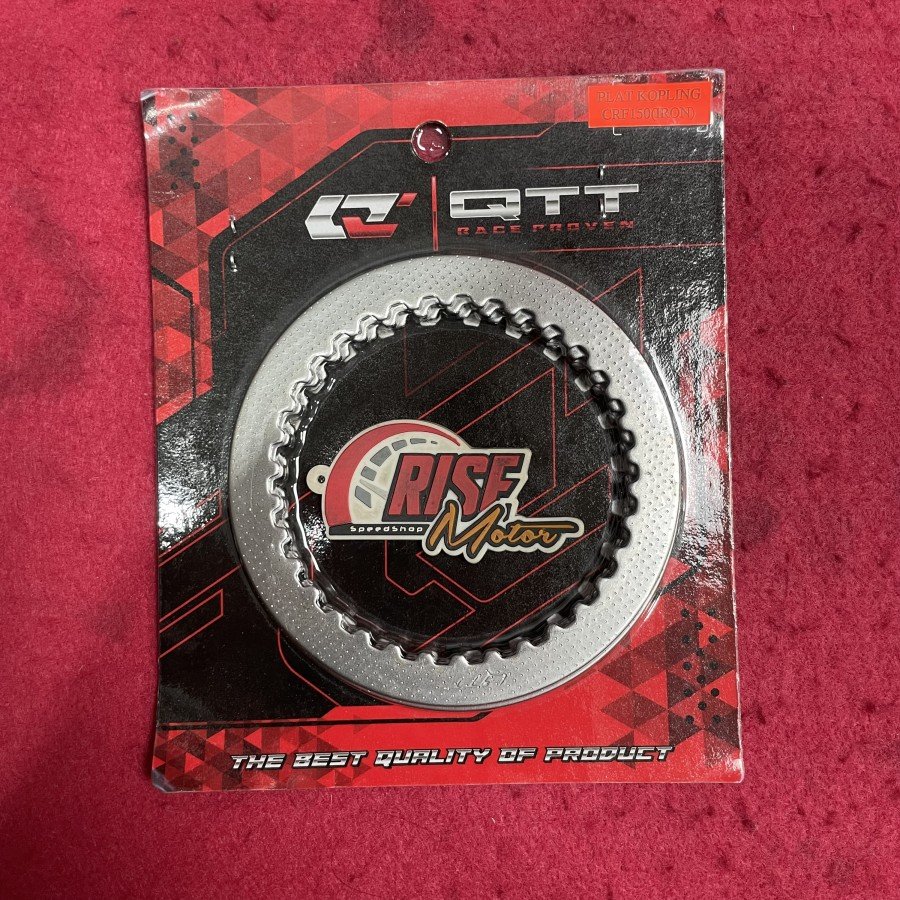 PLAT KOPLING
CRF150(IRON)
QTT
RACE PROVEN
RISE
SpeedShop
Motor
THE BEST QUALITY OF PRODUCT